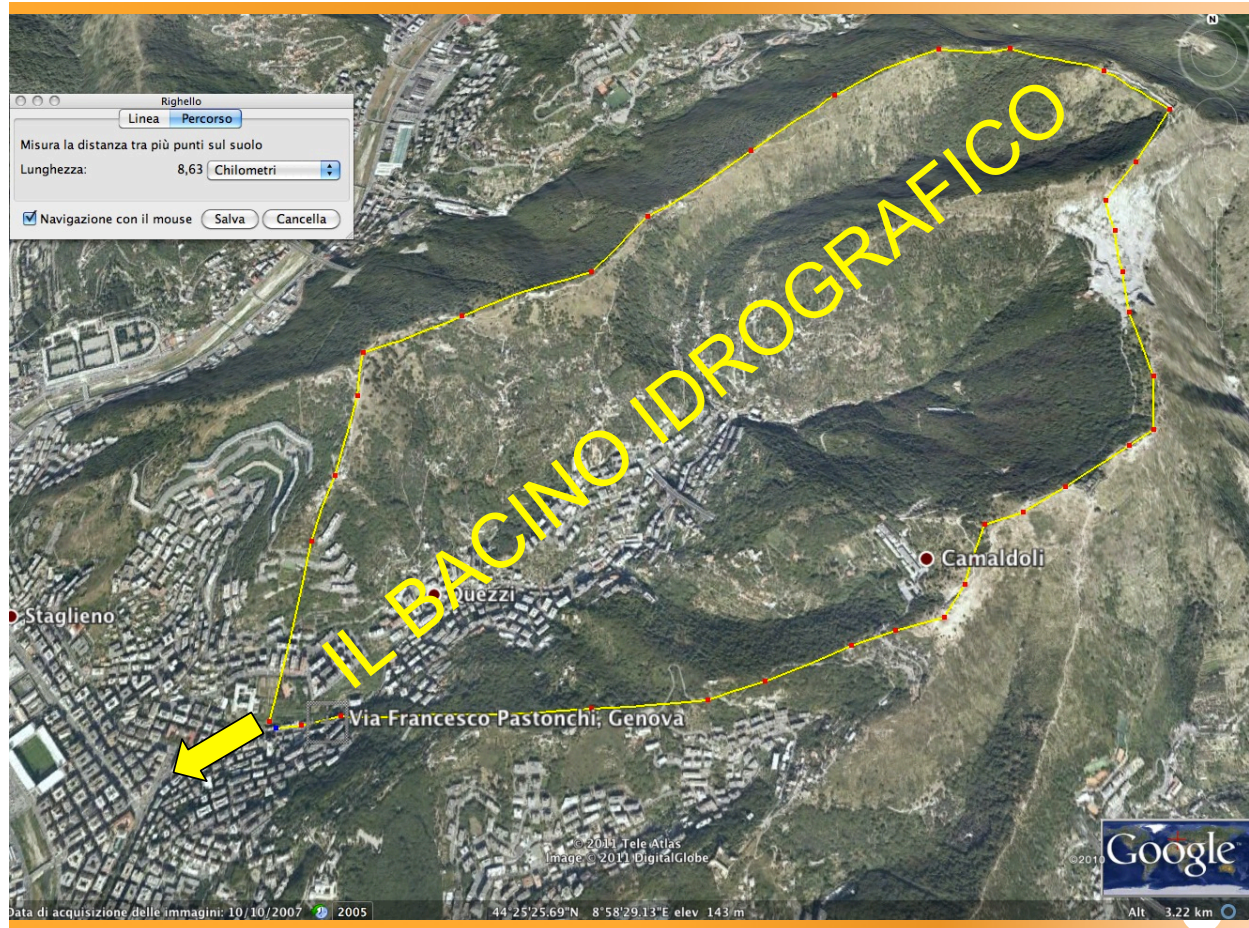 N
Righello
Linea Percorso
Misura la distanza tra più punti sul suolo
Lunghezza: 8,63 Chilometri
Navigazione con il mouse Salva Cancella
IL BACINO IDROGRAFICO
Camaldoli
Quezzi
Staglieno
Via Francesco Pastonchi, Genova
© 2011 Tele Atlas
Image © 2011 DigitalGlobe
©2010 Google
Data di acquisizione delle immagini: 10/10/2007 2005 44°25'25.69"N 8°58'29.13"E elev 143 m Alt 3.22 km